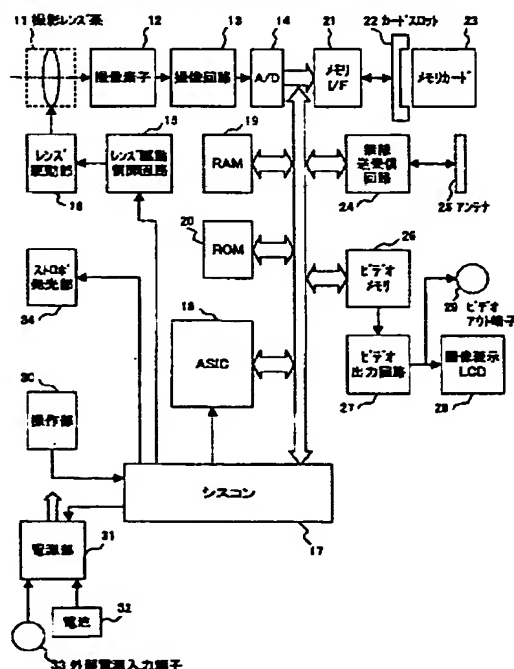 11 撮影レンズ系
12
13
14
21
22 カードスロット
23
撮像素子
撮像回路
A/D
メモリ
I/F
メモリカード
15
19
レンズ
駆動部
レンズ駆動
制御回路
RAM
無線
送受信
回路
16
24
25 アンテナ
20
26
ストロボ
発光部
ROM
ビデオ
メモリ
29 ビデオ
アウト端子
34
18
30
ASIC
ビデオ
出力回路
画像表示
LCD
操作部
27
28
シスコン
電源部
31
17
電池
32
33 外部電源入力端子